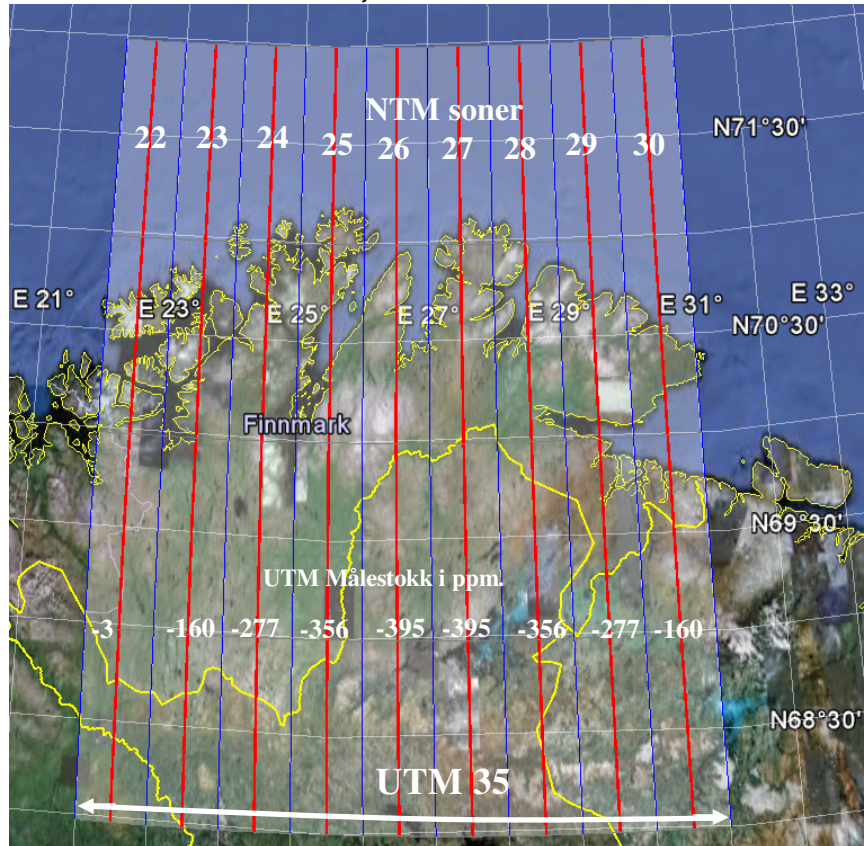 NTM soner
22 23 24 25 26 27 28 29 30
N71°30'
E 21° E 23° E 25° E 27° E 29° E 31° E 33°
N70°30'
Finnmark
N69°30'
UTM Målestokk i ppm.
-3 -160 -277 -356 -395 -395 -356 -277 -160
N68°30'
UTM 35